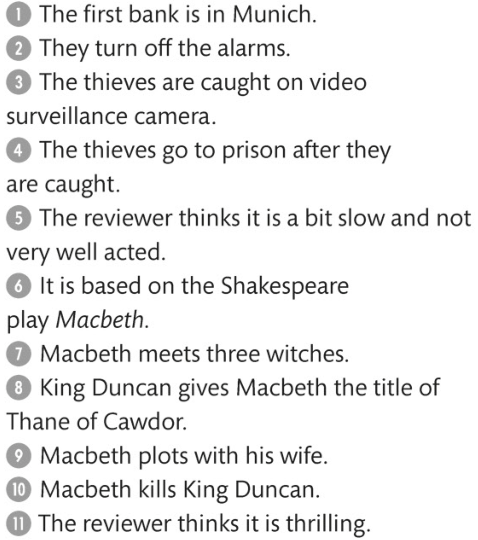 1 The first bank is in Munich.
2 They turn off the alarms.
3 The thieves are caught on video
surveillance camera.
4 The thieves go to prison after they
are caught.
5 The reviewer thinks it is a bit slow and not
very well acted.
6 It is based on the Shakespeare
play Macbeth.
7 Macbeth meets three witches.
8 King Duncan gives Macbeth the title of
Thane of Cawdor.
9 Macbeth plots with his wife.
10 Macbeth kills King Duncan.
11 The reviewer thinks it is thrilling.